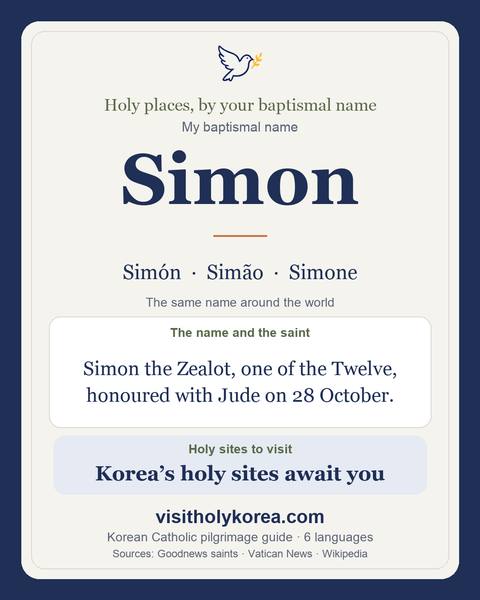 Holy places, by your baptismal name
My baptismal name
Simon
Simón · Simão · Simone
The same name around the world
The name and the saint
Simon the Zealot, one of the Twelve,
honoured with Jude on 28 October.
Holy sites to visit
Korea’s holy sites await you
visitholykorea.com
Korean Catholic pilgrimage guide · 6 languages
Sources: Goodnews saints · Vatican News · Wikipedia